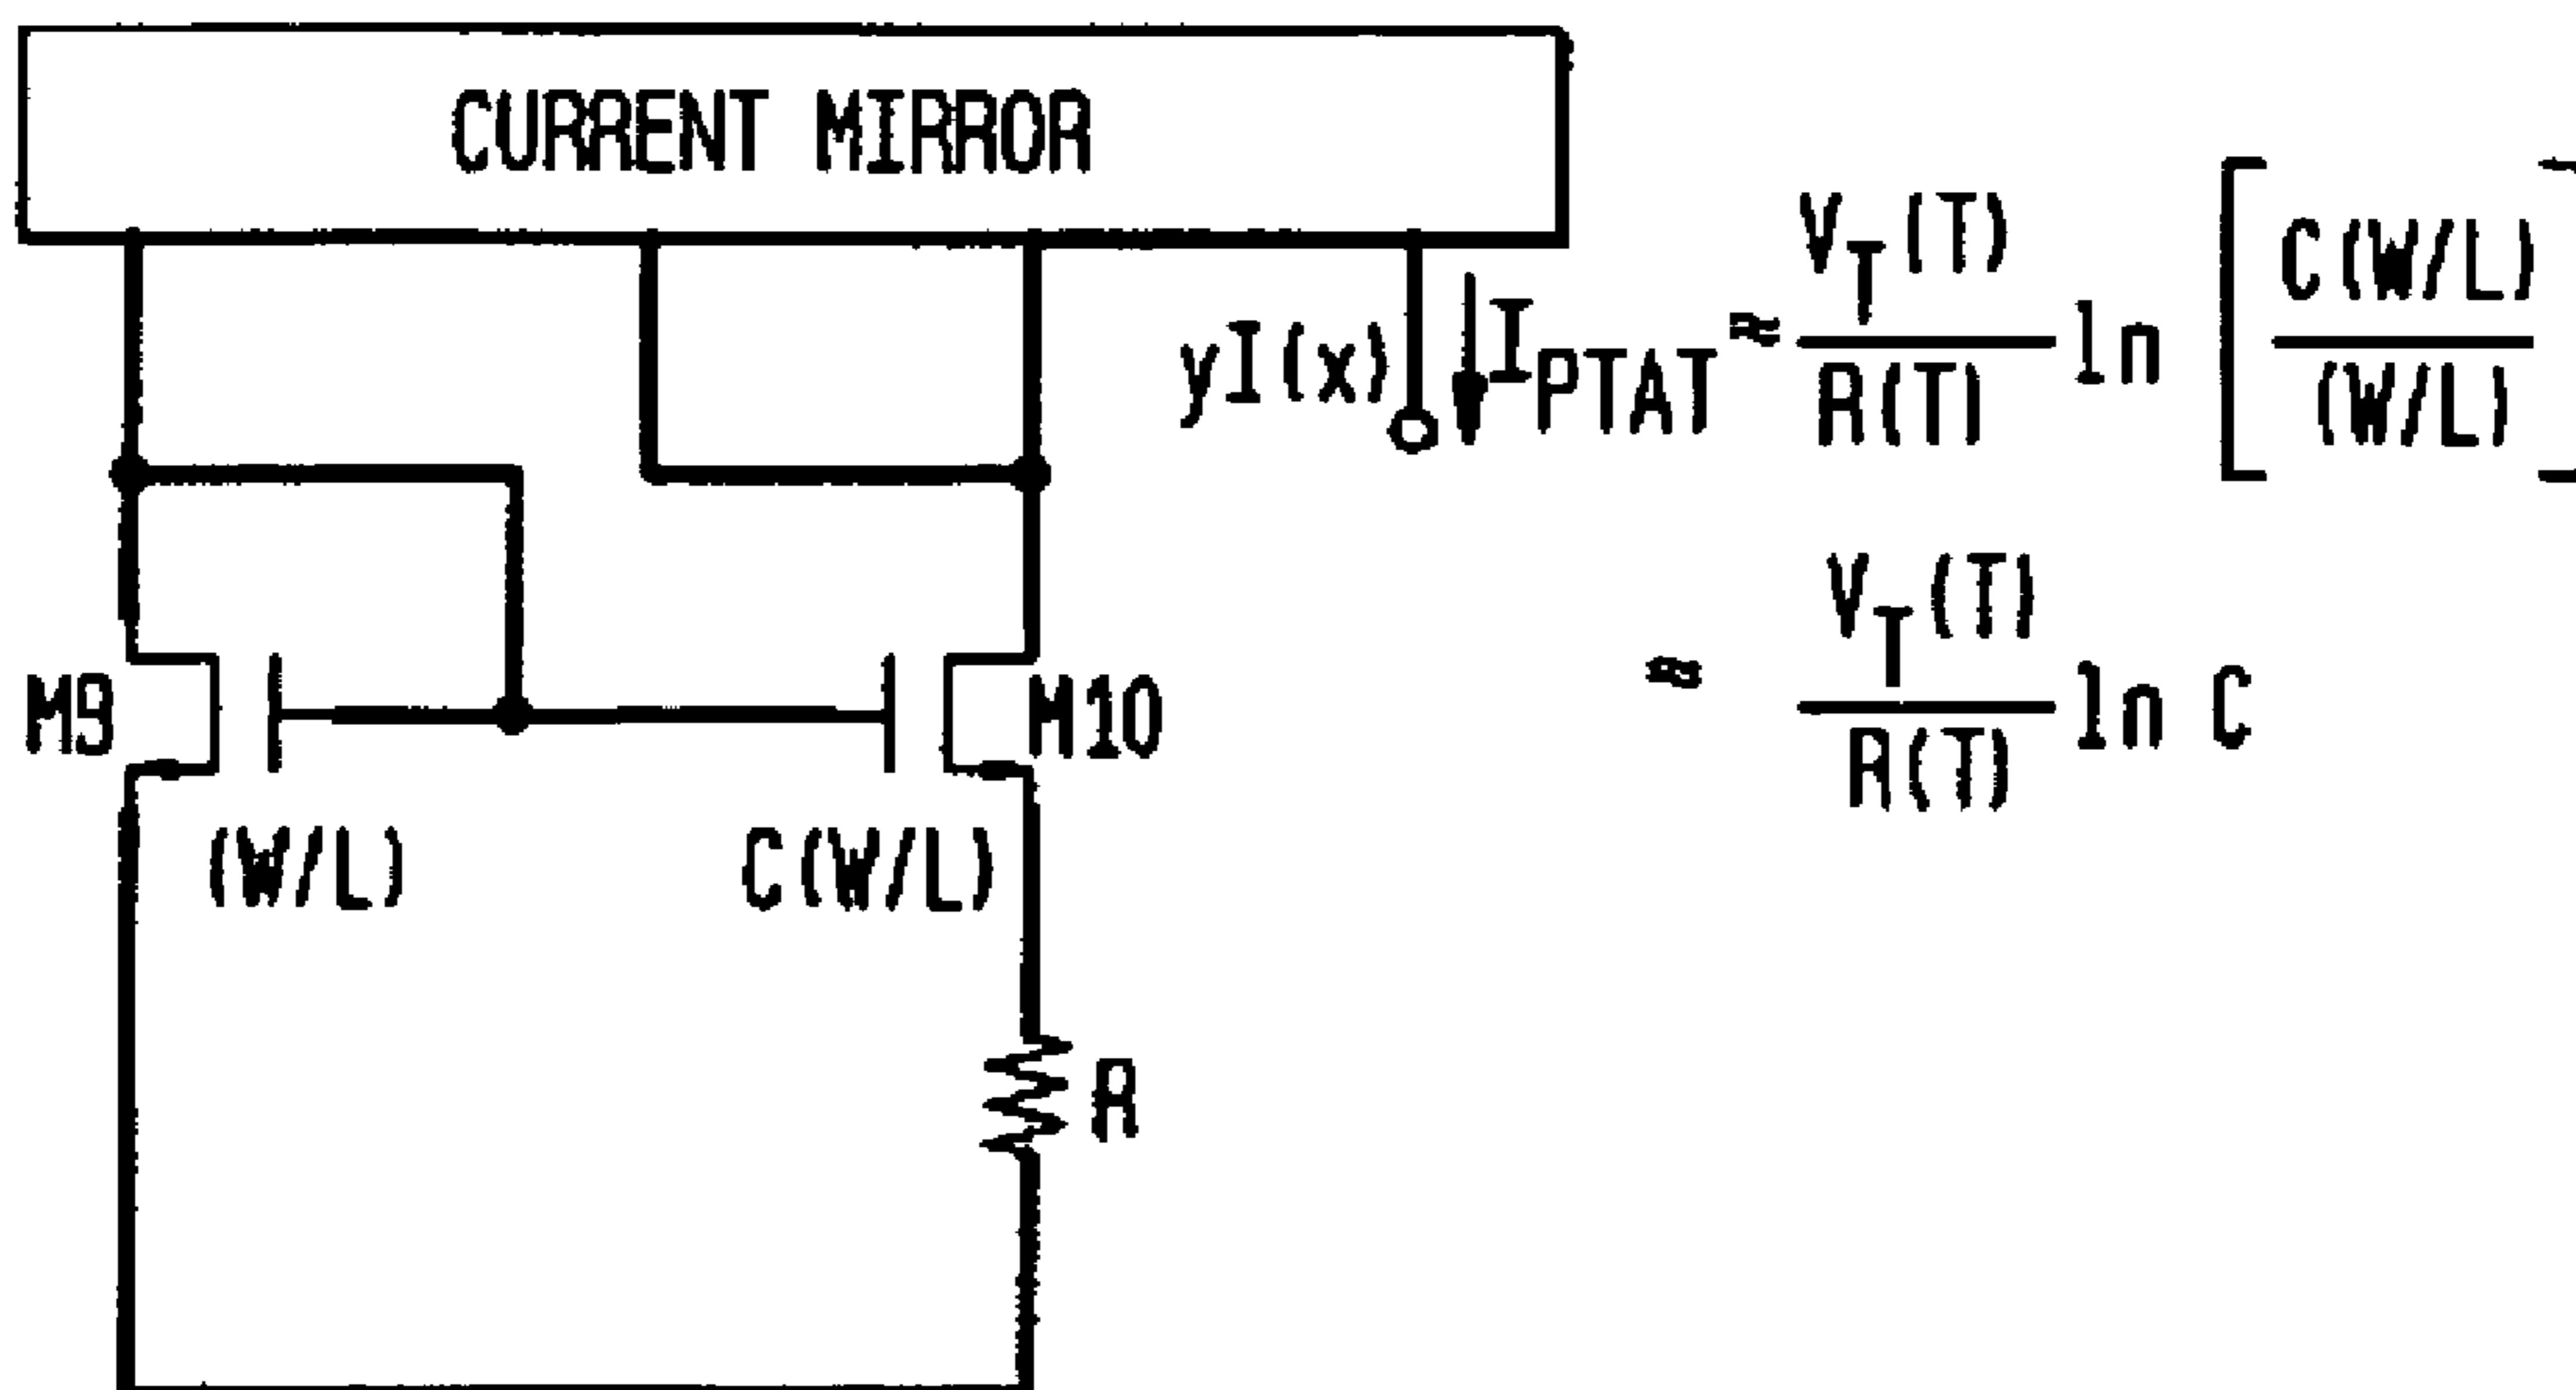 CURRENT MIRROR
yI(x) I_PTAT ≈ V_T(T) / R(T) ln [ C(W/L) / (W/L) ]
≈ V_T(T) / R(T) ln C
M9
M10
(W/L)
C(W/L)
R